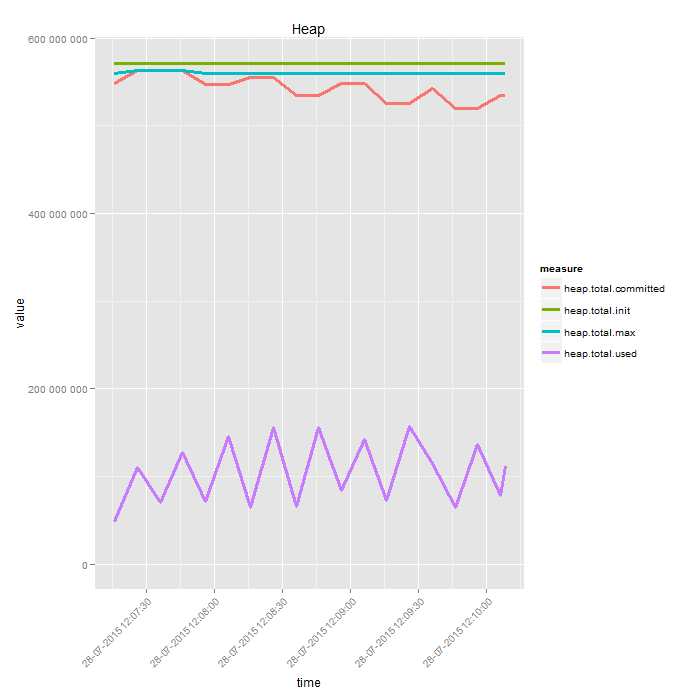 Heap
600 000 000
400 000 000
200 000 000
0
value
28-07-2015 12:07:30
28-07-2015 12:08:00
28-07-2015 12:08:30
28-07-2015 12:09:00
28-07-2015 12:09:30
28-07-2015 12:10:00
time
measure
heap.total.committed
heap.total.init
heap.total.max
heap.total.used